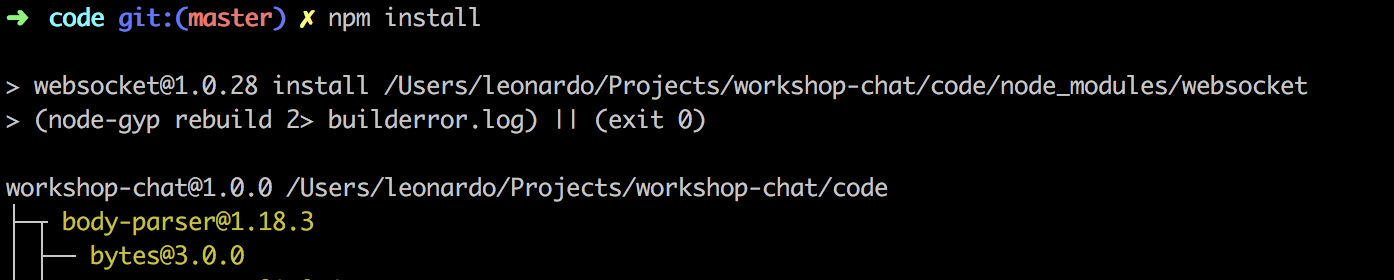 ➜ code git:(master) ✗ npm install
> websocket@1.0.28 install /Users/leonardo/Projects/workshop-chat/code/node_modules/websocket
> (node-gyp rebuild 2> builderror.log) || (exit 0)
workshop-chat@1.0.0 /Users/leonardo/Projects/workshop-chat/code
├─┬ body-parser@1.18.3
│ ├── bytes@3.0.0